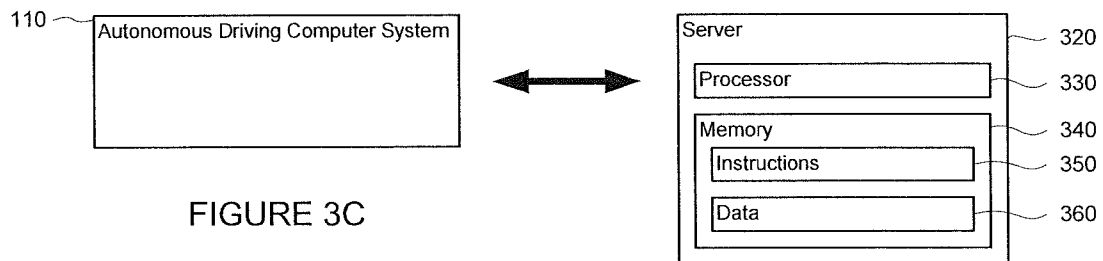 110
Autonomous Driving Computer System
FIGURE 3C
Server
320
Processor
330
Memory
340
Instructions
350
Data
360